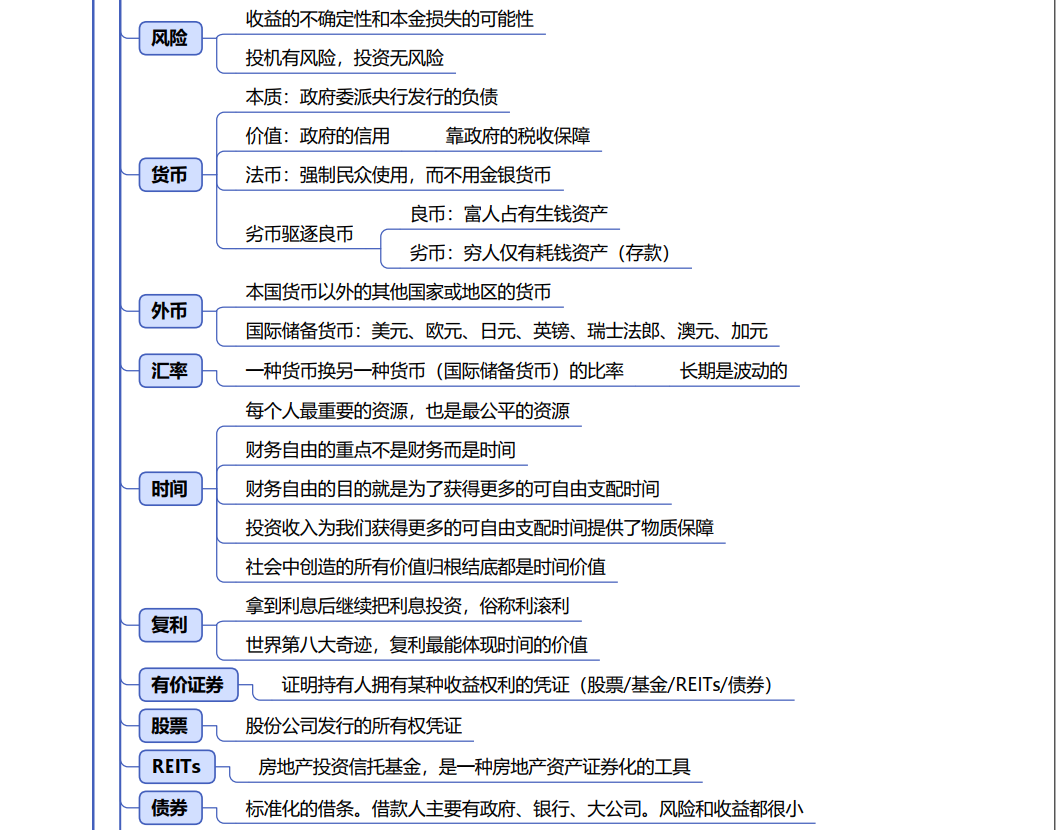 风险
收益的不确定性和本金损失的可能性
投机有风险，投资无风险
货币
本质：政府委派央行发行的负债
价值：政府的信用 靠政府的税收保障
法币：强制民众使用，而不用金银货币
劣币驱逐良币
良币：富人占有生钱资产
劣币：穷人仅有耗钱资产（存款）
外币
本国货币以外的其他国家或地区的货币
国际储备货币：美元、欧元、日元、英镑、瑞士法郎、澳元、加元
汇率
一种货币换另一种货币（国际储备货币）的比率 长期是波动的
时间
每个人最重要的资源，也是最公平的资源
财务自由的重点不是财务而是时间
财务自由的目的就是为了获得更多的可自由支配时间
投资收入为我们获得更多的可自由支配时间提供了物质保障
社会中创造的所有价值归根结底都是时间价值
复利
拿到利息后继续把利息投资，俗称利滚利
世界第八大奇迹，复利最能体现时间的价值
有价证券
证明持有人拥有某种收益权利的凭证（股票/基金/REITs/债券）
股票
股份公司发行的所有权凭证
REITs
房地产投资信托基金，是一种房地产资产证券化的工具
债券
标准化的借条。借款人主要有政府、银行、大公司。风险和收益都很小